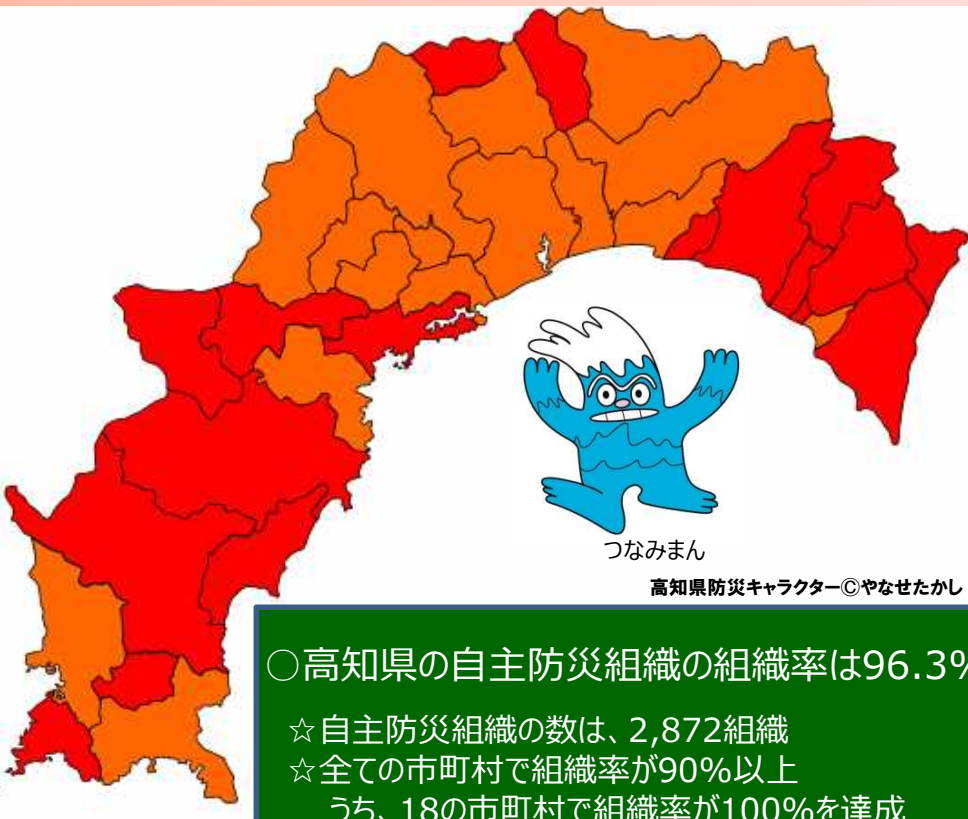 つなみまん
高知県防災キャラクター©やなせたかし
○高知県の自主防災組織の組織率は96.3%
☆自主防災組織の数は、2,872組織
☆全ての市町村で組織率が90%以上
うち、18の市町村で組織率が100%を達成